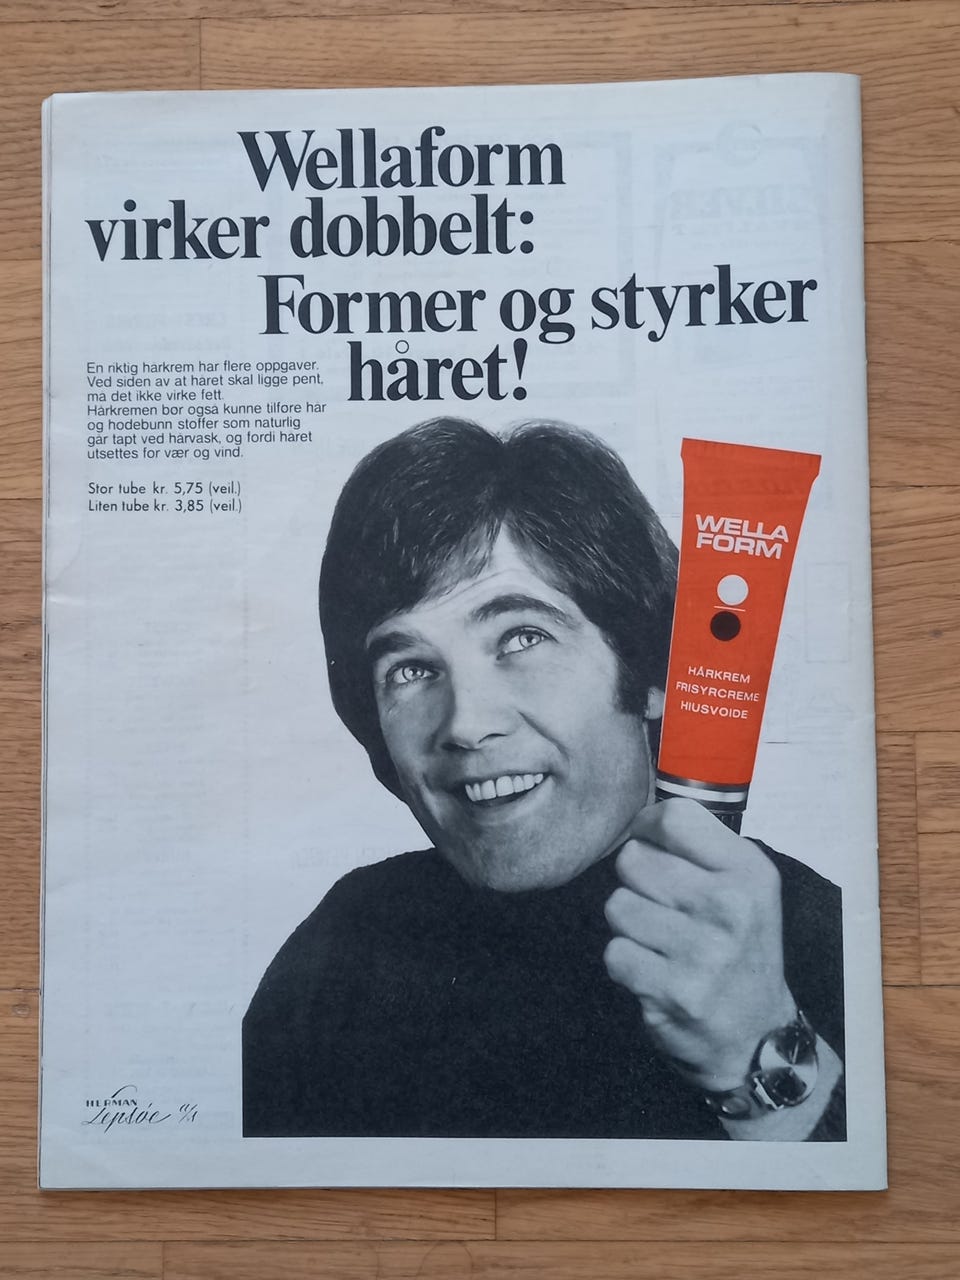 Wellaform
virker dobbelt:
Former og styrker
håret!
En riktig hårkrem har flere oppgaver.
Ved siden av at håret skal ligge pent,
må det ikke virke fett.
Hårkremen bør også kunne tilføre hår
og hodebunn stoffer som naturlig
går tapt ved hårvask, og fordi håret
utsettes for vær og vind.
Stor tube kr. 5,75 (veil.)
Liten tube kr. 3,85 (veil.)
WELLA
FORM
HÅRKREM
FRISYRCREME
HIUSVOIDE
HERMAN
Lepsøe A/S